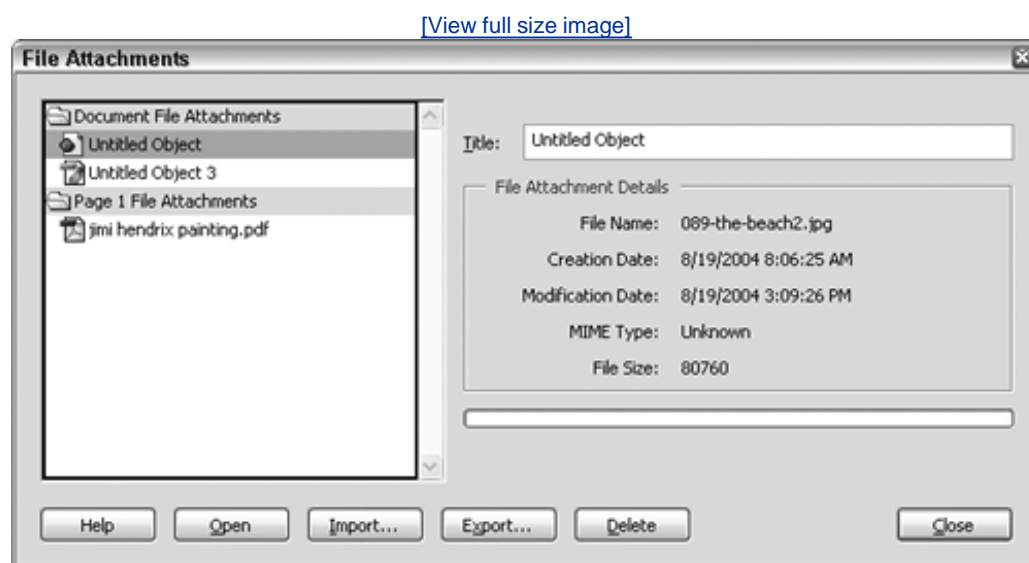 [View full size image]
File Attachments
Document File Attachments
Untitled Object
Untitled Object 3
Page 1 File Attachments
jimi hendrix painting.pdf
Title: Untitled Object
File Attachment Details
File Name: 089-the-beach2.jpg
Creation Date: 8/19/2004 8:06:25 AM
Modification Date: 8/19/2004 3:09:26 PM
MIME Type: Unknown
File Size: 80760
Help Open Import... Export... Delete Close